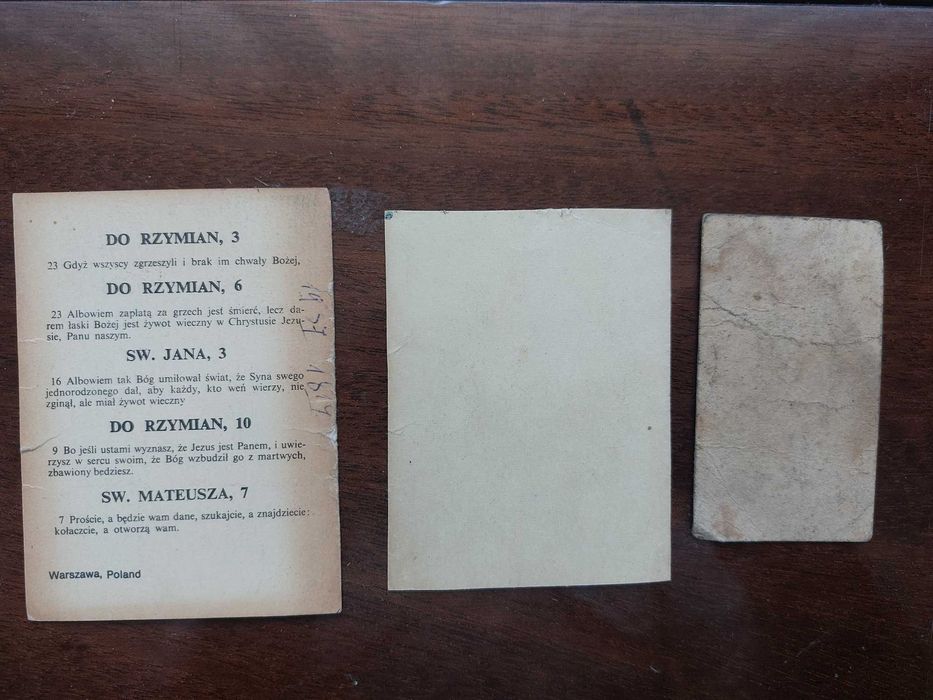 DO RZYMIAN, 3
23 Gdyż wszyscy zgrzeszyli i brak im chwały Bożej,
DO RZYMIAN, 6
23 Albowiem zapłatą za grzech jest śmierć, lecz da-
rem łaski Bożej jest żywot wieczny w Chrystusie Jezu-
sie, Panu naszym.
SW. JANA, 3
16 Albowiem tak Bóg umiłował świat, że Syna swego
jednorodzonego dał, aby każdy, kto weń wierzy, nie
zginął, ale miał żywot wieczny
DO RZYMIAN, 10
9 Bo jeśli ustami wyznasz, że Jezus jest Panem, i uwie-
rzysz w sercu swoim, że Bóg wzbudził go z martwych,
zbawiony bedziesz.
SW. MATEUSZA, 7
7 Proście, a będzie wam dane, szukajcie, a znajdziecie:
kołaczcie, a otworzą wam.
Warszawa, Poland